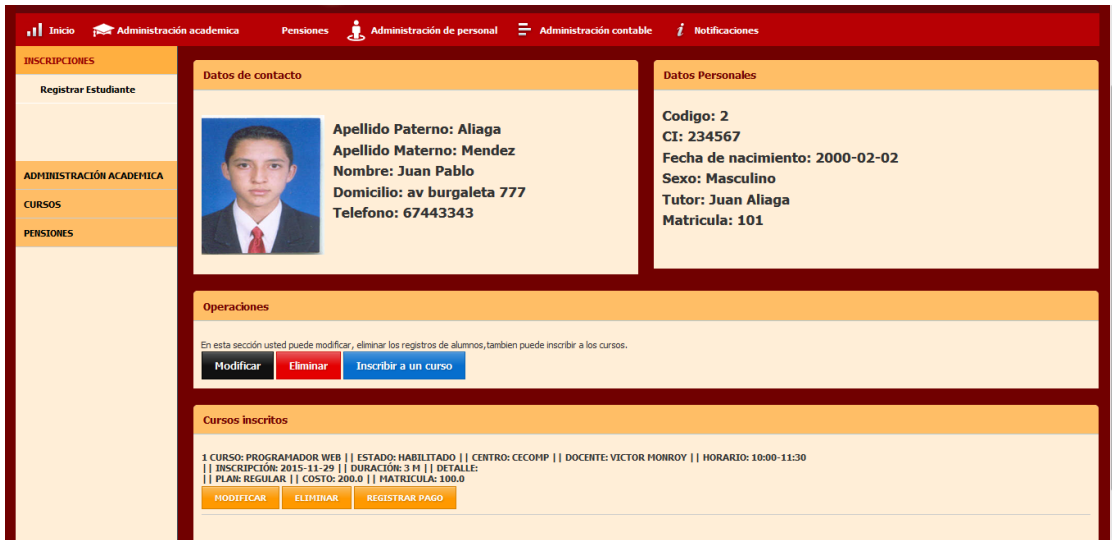 Inicio Administración academica Pensiones Administración de personal Administración contable Notificaciones
INSCRIPCIONES
Registrar Estudiante
ADMINISTRACIÓN ACADEMICA
CURSOS
PENSIONES
Datos de contacto
Apellido Paterno: Aliaga
Apellido Materno: Mendez
Nombre: Juan Pablo
Domicilio: av burgaleta 777
Telefono: 67443343
Datos Personales
Codigo: 2
CI: 234567
Fecha de nacimiento: 2000-02-02
Sexo: Masculino
Tutor: Juan Aliaga
Matricula: 101
Operaciones
En esta sección usted puede modificar, eliminar los registros de alumnos,tambien puede inscribir a los cursos.
Modificar Eliminar Inscribir a un curso
Cursos inscritos
1 CURSO: PROGRAMADOR WEB || ESTADO: HABILITADO || CENTRO: CECOMP || DOCENTE: VICTOR MONROY || HORARIO: 10:00-11:30
|| INSCRIPCIÓN: 2015-11-29 || DURACIÓN: 3 M || DETALLE:
|| PLAN: REGULAR || COSTO: 200.0 || MATRICULA: 100.0
MODIFICAR ELIMINAR REGISTRAR PAGO